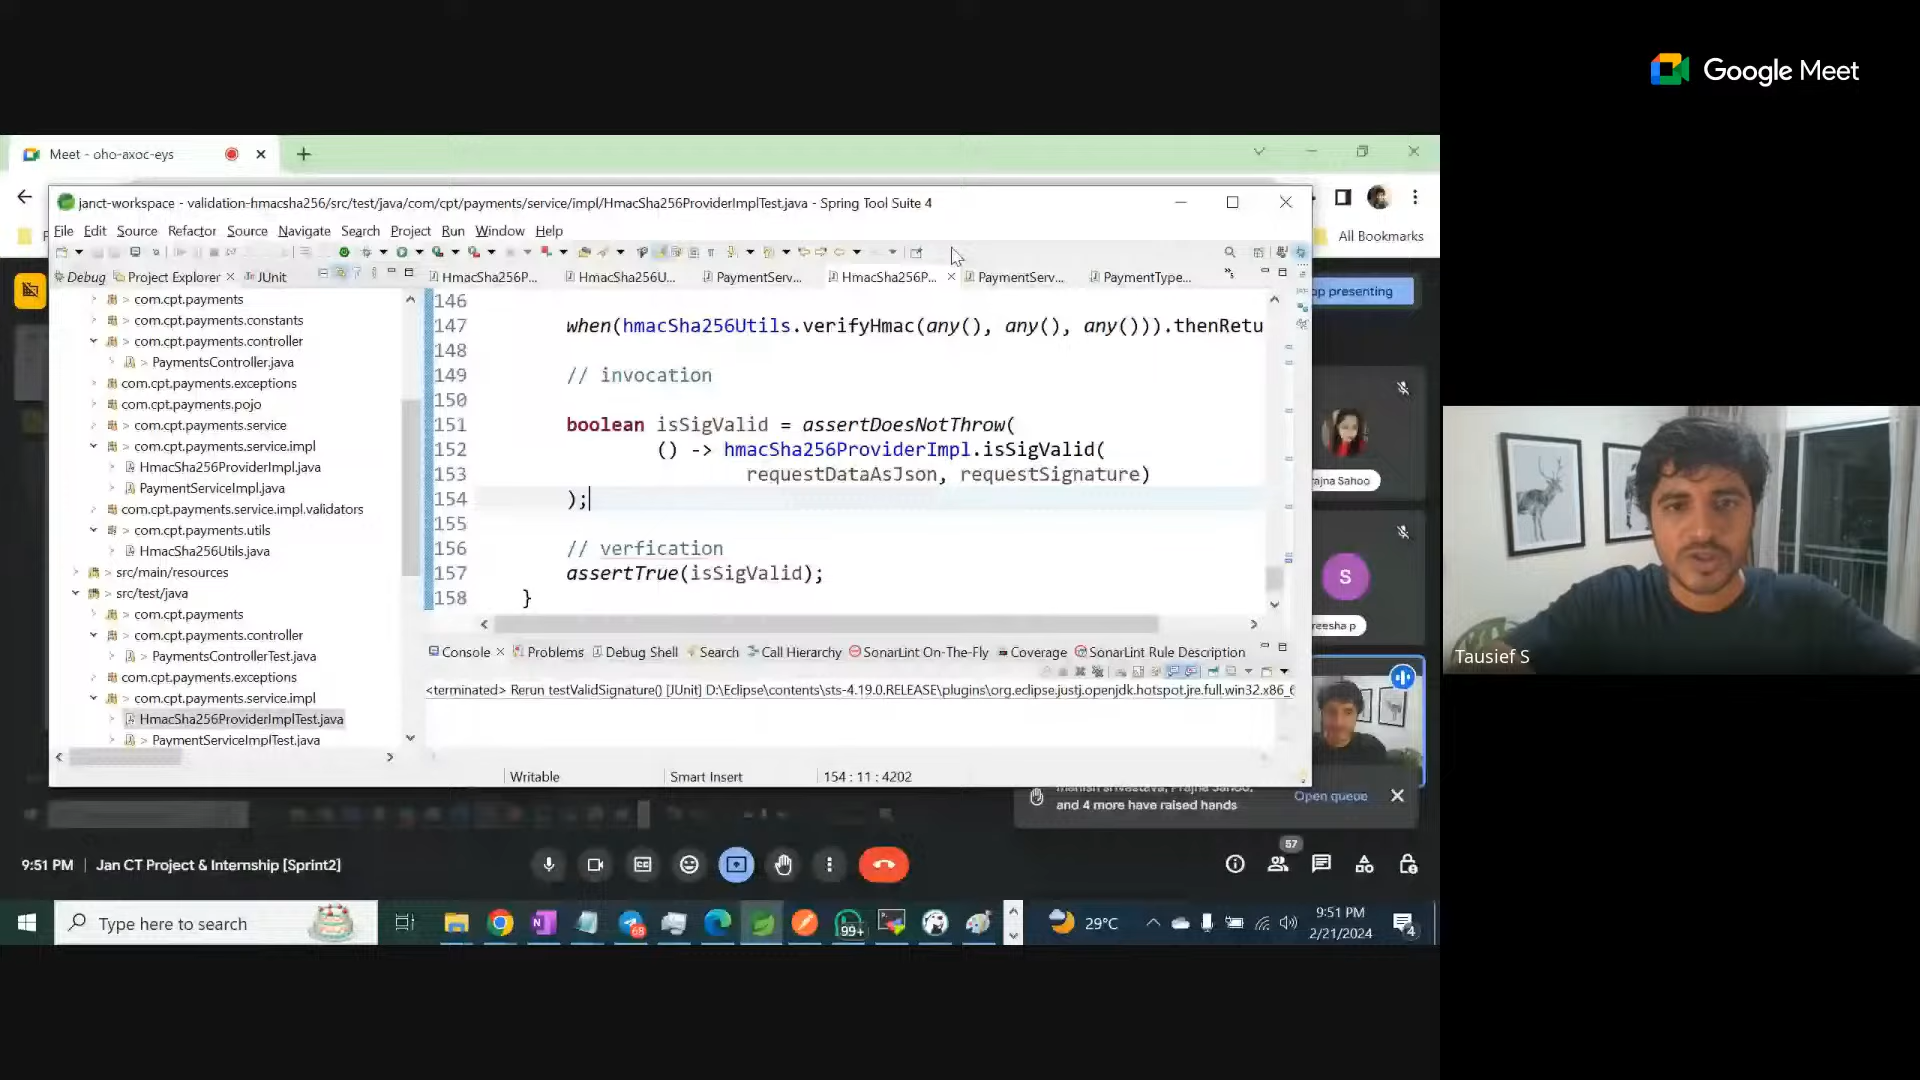 Google Meet
Meet - oho-axoc-eys
janct-workspace - validation-hmacsha256/src/test/java/com/cpt/payments/service/impl/HmacSha256ProviderImplTest.java - Spring Tool Suite 4
File Edit Source Refactor Source Navigate Search Project Run Window Help
All Bookmarks
Debug Project Explorer JUnit
HmacSha256P... HmacSha256U... PaymentServ... HmacSha256P... PaymentServ... PaymentType...
presenting
com.cpt.payments
com.cpt.payments.constants
com.cpt.payments.controller
PaymentsController.java
com.cpt.payments.exceptions
com.cpt.payments.pojo
com.cpt.payments.service
com.cpt.payments.service.impl
HmacSha256ProviderImpl.java
PaymentServiceImpl.java
com.cpt.payments.service.impl.validators
com.cpt.payments.utils
HmacSha256Utils.java
src/main/resources
src/test/java
com.cpt.payments
com.cpt.payments.controller
PaymentsControllerTest.java
com.cpt.payments.exceptions
com.cpt.payments.service.impl
HmacSha256ProviderImplTest.java
PaymentServiceImplTest.java
146
147 when(hmacSha256Utils.verifyHmac(any(), any(), any())).thenRetu
148
149 // invocation
150
151 boolean isSigValid = assertDoesNotThrow(
152 () -> hmacSha256ProviderImpl.isSigValid(
153 requestDataAsJson, requestSignature)
154 );
155
156 // verfication
157 assertTrue(isSigValid);
158 }
Console Problems Debug Shell Search Call Hierarchy SonarLint On-The-Fly Coverage SonarLint Rule Description
<terminated> Rerun testValidSignature() [JUnit] D:\Eclipse\contents\sts-4.19.0.RELEASE\plugins\org.eclipse.justj.openjdk.hotspot.jre.full.win32.x86_6
Writable Smart Insert 154 : 11 : 4202
Sahoo
S
p
Tausief S
and 4 more have raised hands
Open queue
57
9:51 PM | Jan CT Project & Internship [Sprint2]
Type here to search
68
99+
29°C
9:51 PM
2/21/2024
4